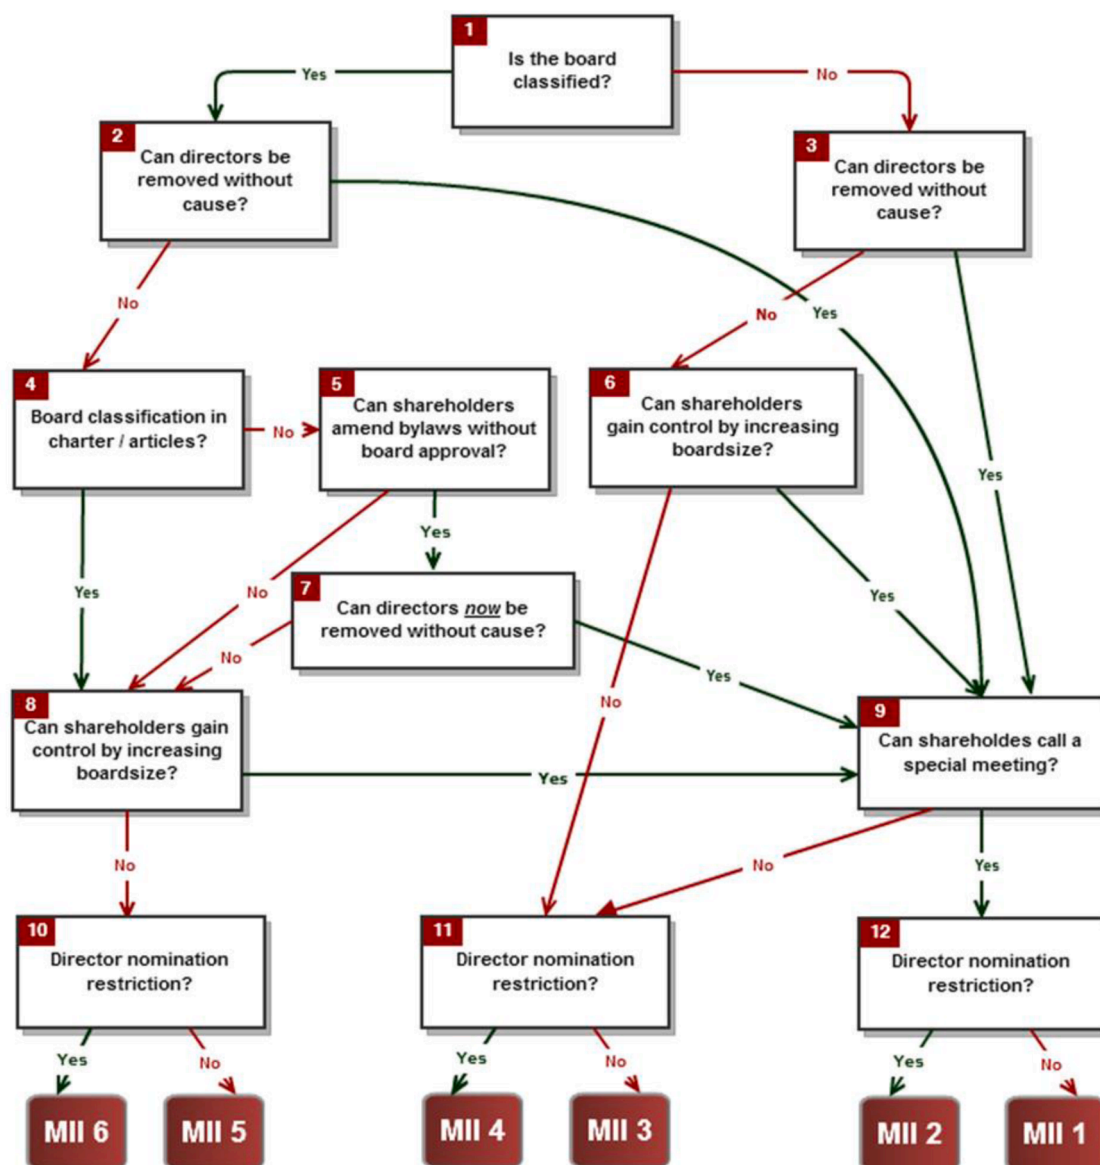 1
Is the board
classified?
Yes
No
2
Can directors be
removed without
cause?
3
Can directors be
removed without
cause?
No
Yes
No
Yes
4
Board classification in
charter / articles?
No
5
Can shareholders
amend bylaws without
board approval?
6
Can shareholders
gain control by increasing
boardsize?
Yes
Yes
No
7
Can directors now be
removed without cause?
No
Yes
Yes
No
8
Can shareholders gain
control by increasing
boardsize?
Yes
9
Can shareholdes call a
special meeting?
No
No
Yes
10
Director nomination
restriction?
11
Director nomination
restriction?
12
Director nomination
restriction?
Yes
No
Yes
No
Yes
No
MII 6
MII 5
MII 4
MII 3
MII 2
MII 1